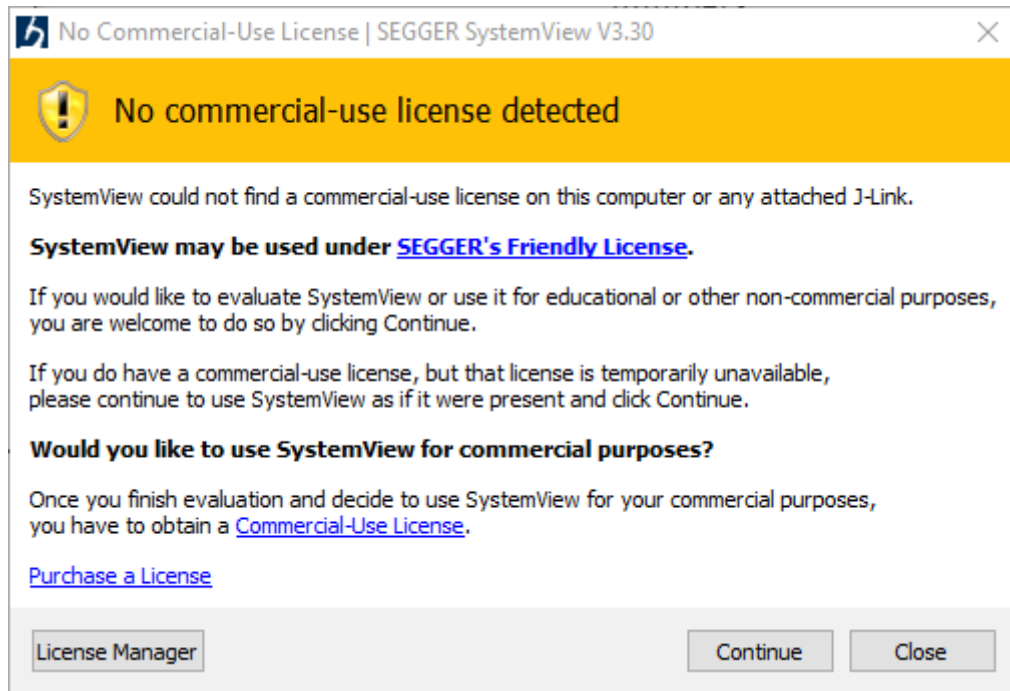 No Commercial-Use License | SEGGER SystemView V3.30
No commercial-use license detected
SystemView could not find a commercial-use license on this computer or any attached J-Link.
SystemView may be used under SEGGER's Friendly License.
If you would like to evaluate SystemView or use it for educational or other non-commercial purposes,
you are welcome to do so by clicking Continue.
If you do have a commercial-use license, but that license is temporarily unavailable,
please continue to use SystemView as if it were present and click Continue.
Would you like to use SystemView for commercial purposes?
Once you finish evaluation and decide to use SystemView for your commercial purposes,
you have to obtain a Commercial-Use License.
Purchase a License
License Manager
Continue
Close